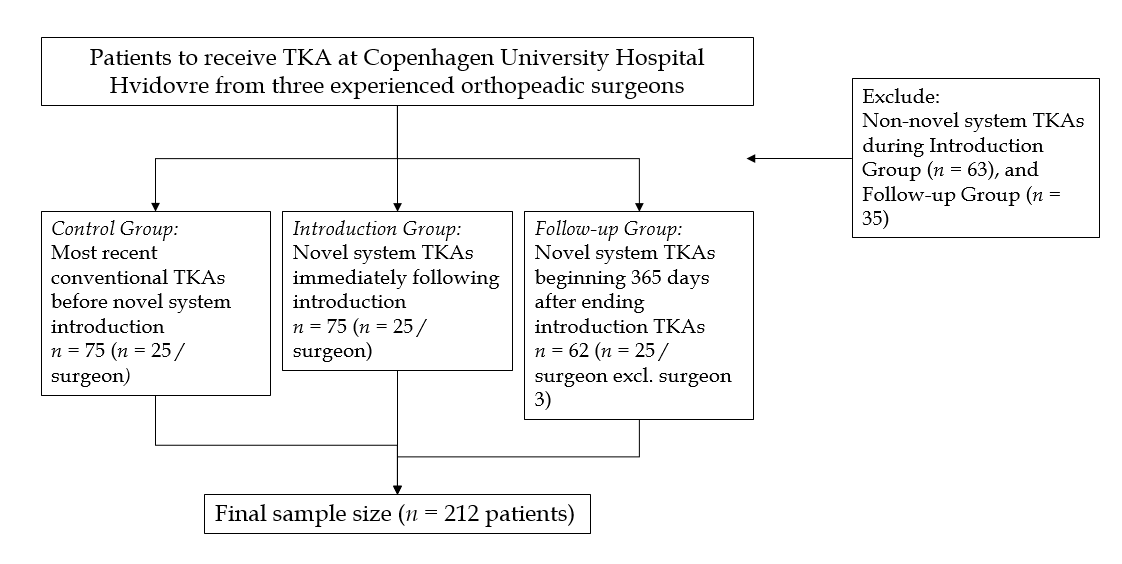 Patients to receive TKA at Copenhagen University Hospital
Hvidovre from three experienced orthopeadic surgeons
Exclude:
Non-novel system TKAs
during Introduction
Group (n = 63), and
Follow-up Group (n =
35)
Control Group:
Most recent
conventional TKAs
before novel system
introduction
n = 75 (n = 25 /
surgeon)
Introduction Group:
Novel system TKAs
immediately following
introduction
n = 75 (n = 25 /
surgeon)
Follow-up Group:
Novel system TKAs
beginning 365 days
after ending
introduction TKAs
n = 62 (n = 25 /
surgeon excl. surgeon
3)
Final sample size (n = 212 patients)